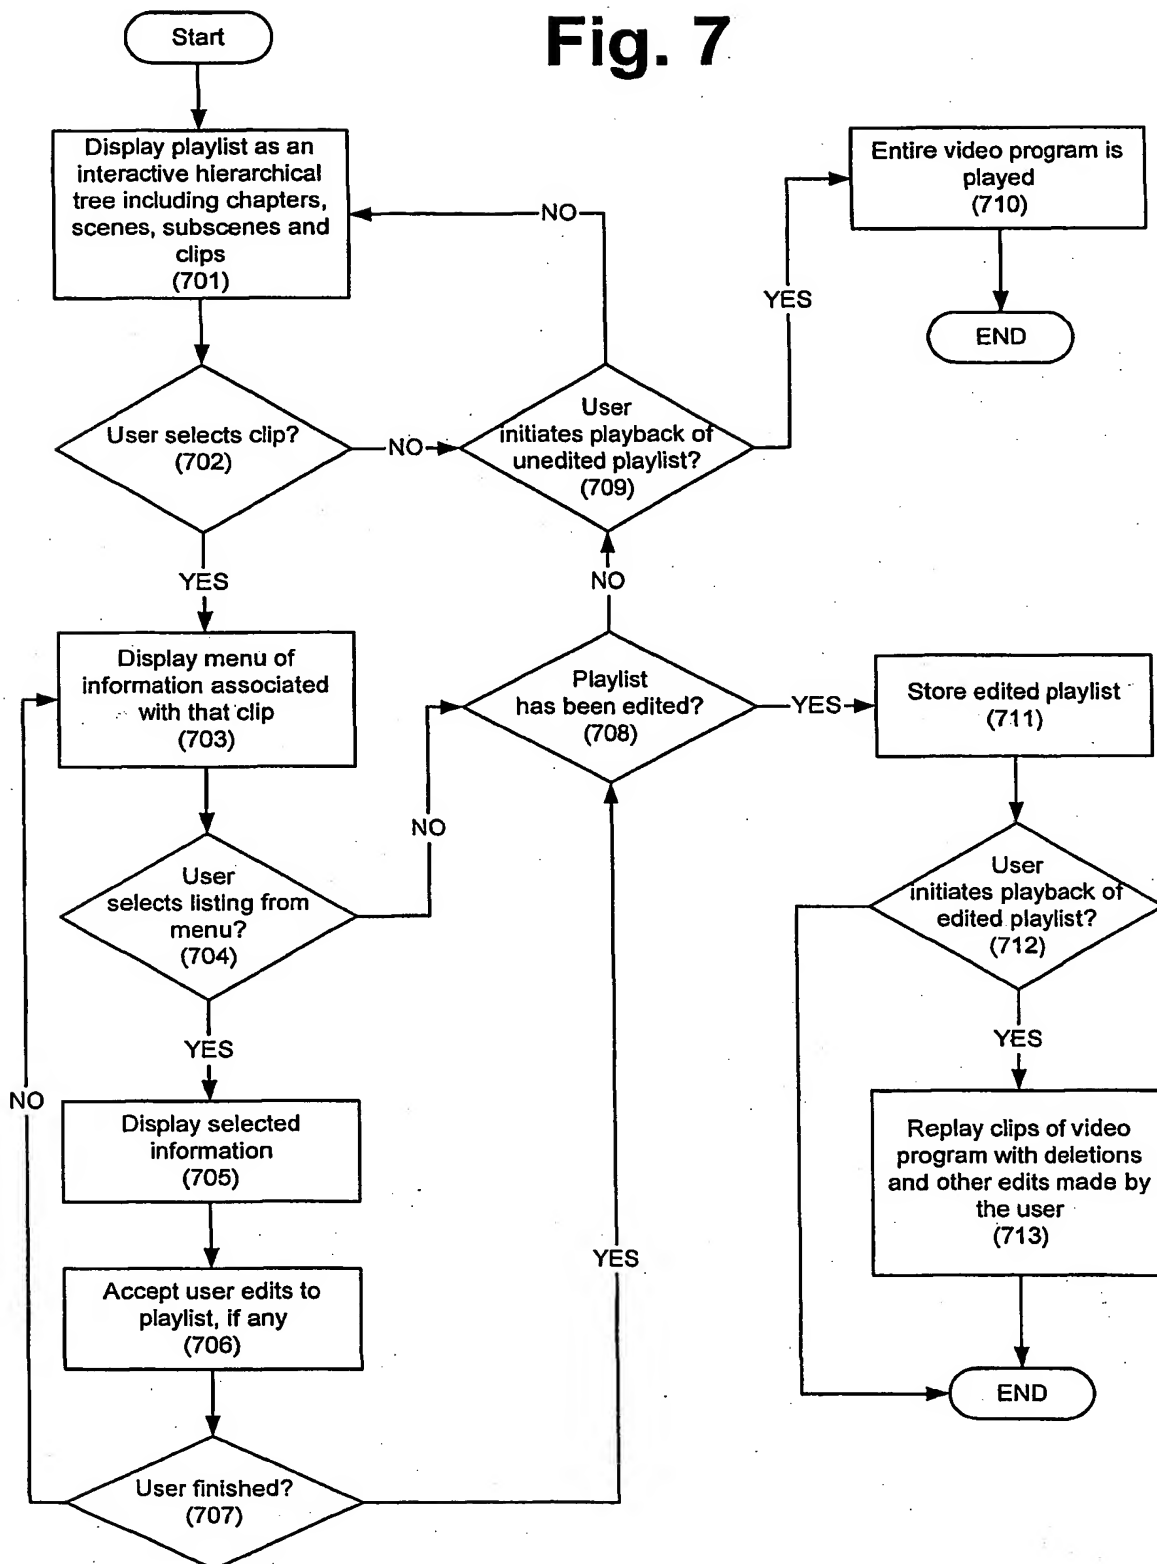 Fig. 7
Start
Display playlist as an
interactive hierarchical
tree including chapters,
scenes, subscenes and
clips
(701)
NO
Entire video program is
played
(710)
YES
END
User selects clip?
(702)
NO
User
initiates playback of
unedited playlist?
(709)
YES
NO
Display menu of
information associated
with that clip
(703)
Playlist
has been edited?
(708)
YES
Store edited playlist
(711)
NO
User
selects listing from
menu?
(704)
User
initiates playback of
edited playlist?
(712)
YES
YES
NO
Display selected
information
(705)
Replay clips of video
program with deletions
and other edits made by
the user
(713)
YES
Accept user edits to
playlist, if any
(706)
END
User finished?
(707)